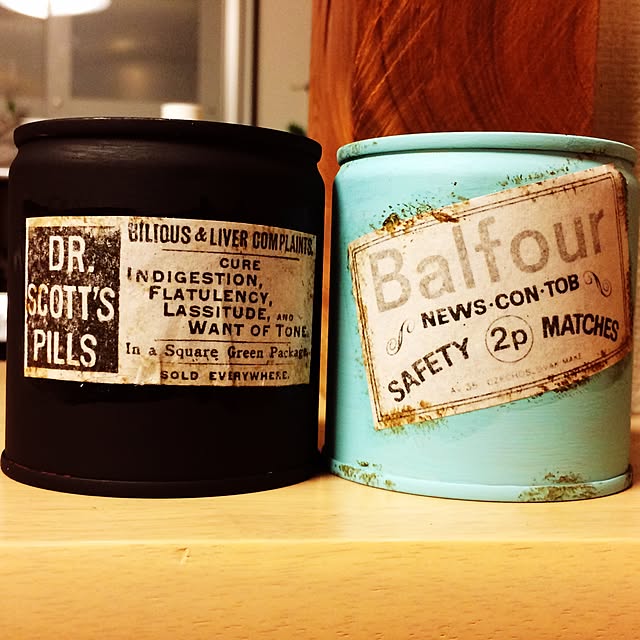 DR.
SCOTT'S
PILLS
BILIOUS & LIVER COMPLAINTS.
CURE
INDIGESTION,
FLATULENCY,
LASSITUDE, AND
WANT OF TONE.
In a Square Green Package.
SOLD EVERYWHERE.
Balfour
NEWS·CON·TOB
SAFETY 2p MATCHES